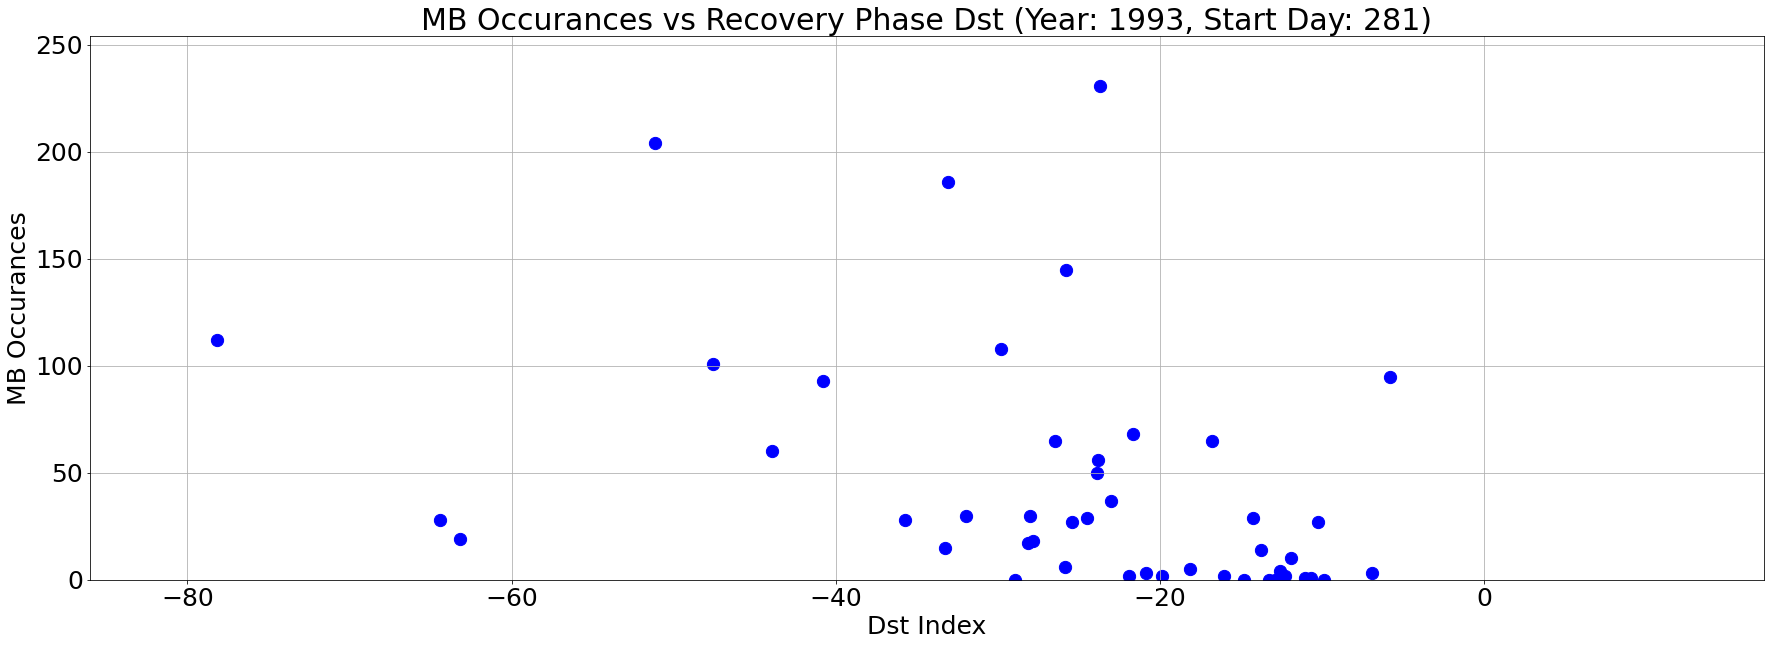 MB Occurances vs Recovery Phase Dst (Year: 1993, Start Day: 281)
250
200
150
100
50
0
MB Occurances
−80 −60 −40 −20 0
Dst Index